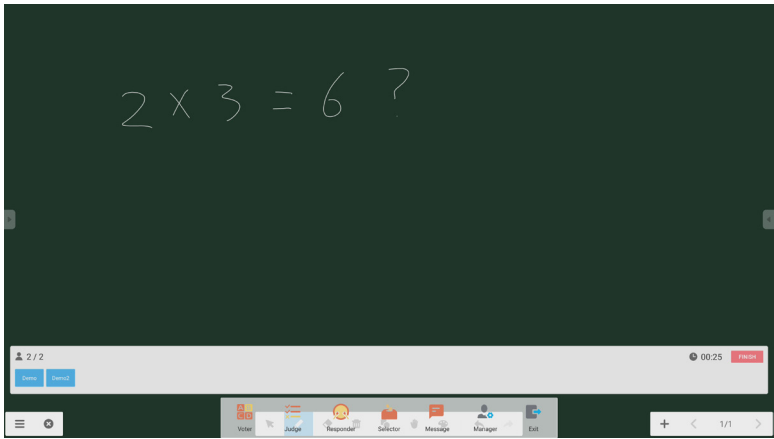 2 x 3 = 6 ?
2 / 2
00:25
FINISH
Demo
Demo2
A B C D
Voter
Judge
Responder
Selector
Message
Manager
Exit
1/1